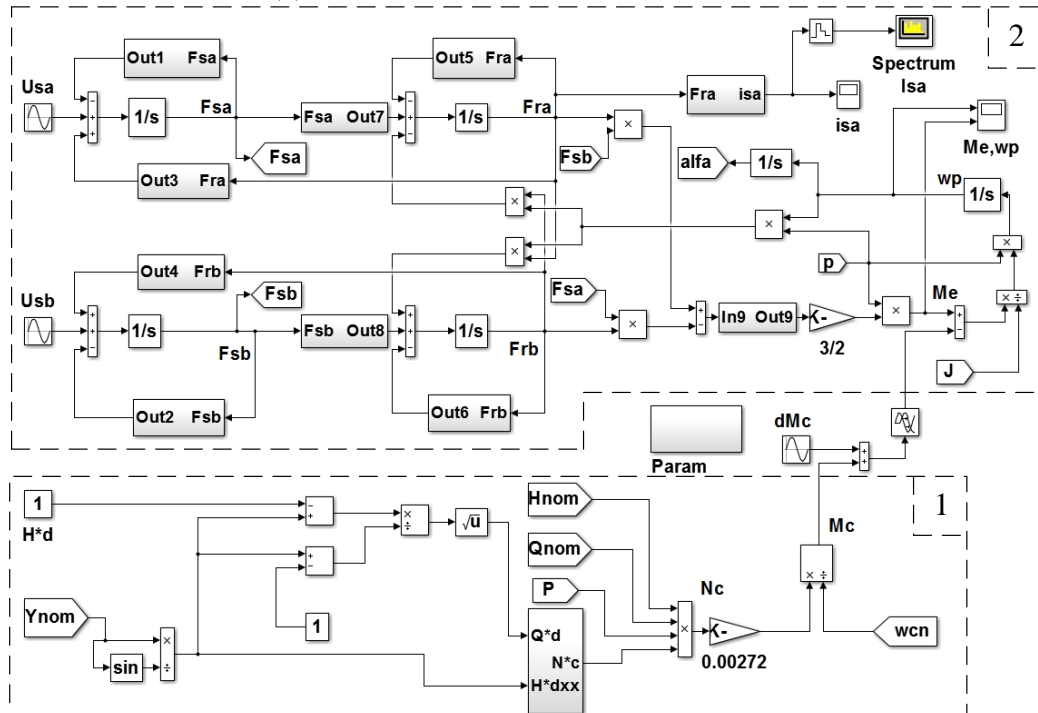 2
Out1 Fsa
Out5 Fra
Usa
Spectrum
Isa
- + +
1/s
Fsa
Fsa Out7
- + -
1/s
Fra
Fra isa
isa
Me,wp
Fsa
Fsb
×
alfa
1/s
wp
1/s
Out3 Fra
×
×
×
×
Out4 Frb
p
Fsa
Usb
Fsb
- + -
1/s
Fsb
Fsb Out8
+ + -
1/s
Frb
×
+ -
In9 Out9
K-
3/2
×
Me
+ -
× ÷
J
Out2 Fsb
Out6 Frb
Param
dMc
+ +
1
1
H*d
- +
× ÷
√u
Hnom
Qnom
P
Mc
× ÷
+ -
1
Nc
×
K-
0.00272
wcn
Ynom
sin
× ÷
Q*d
N*c
H*dxx